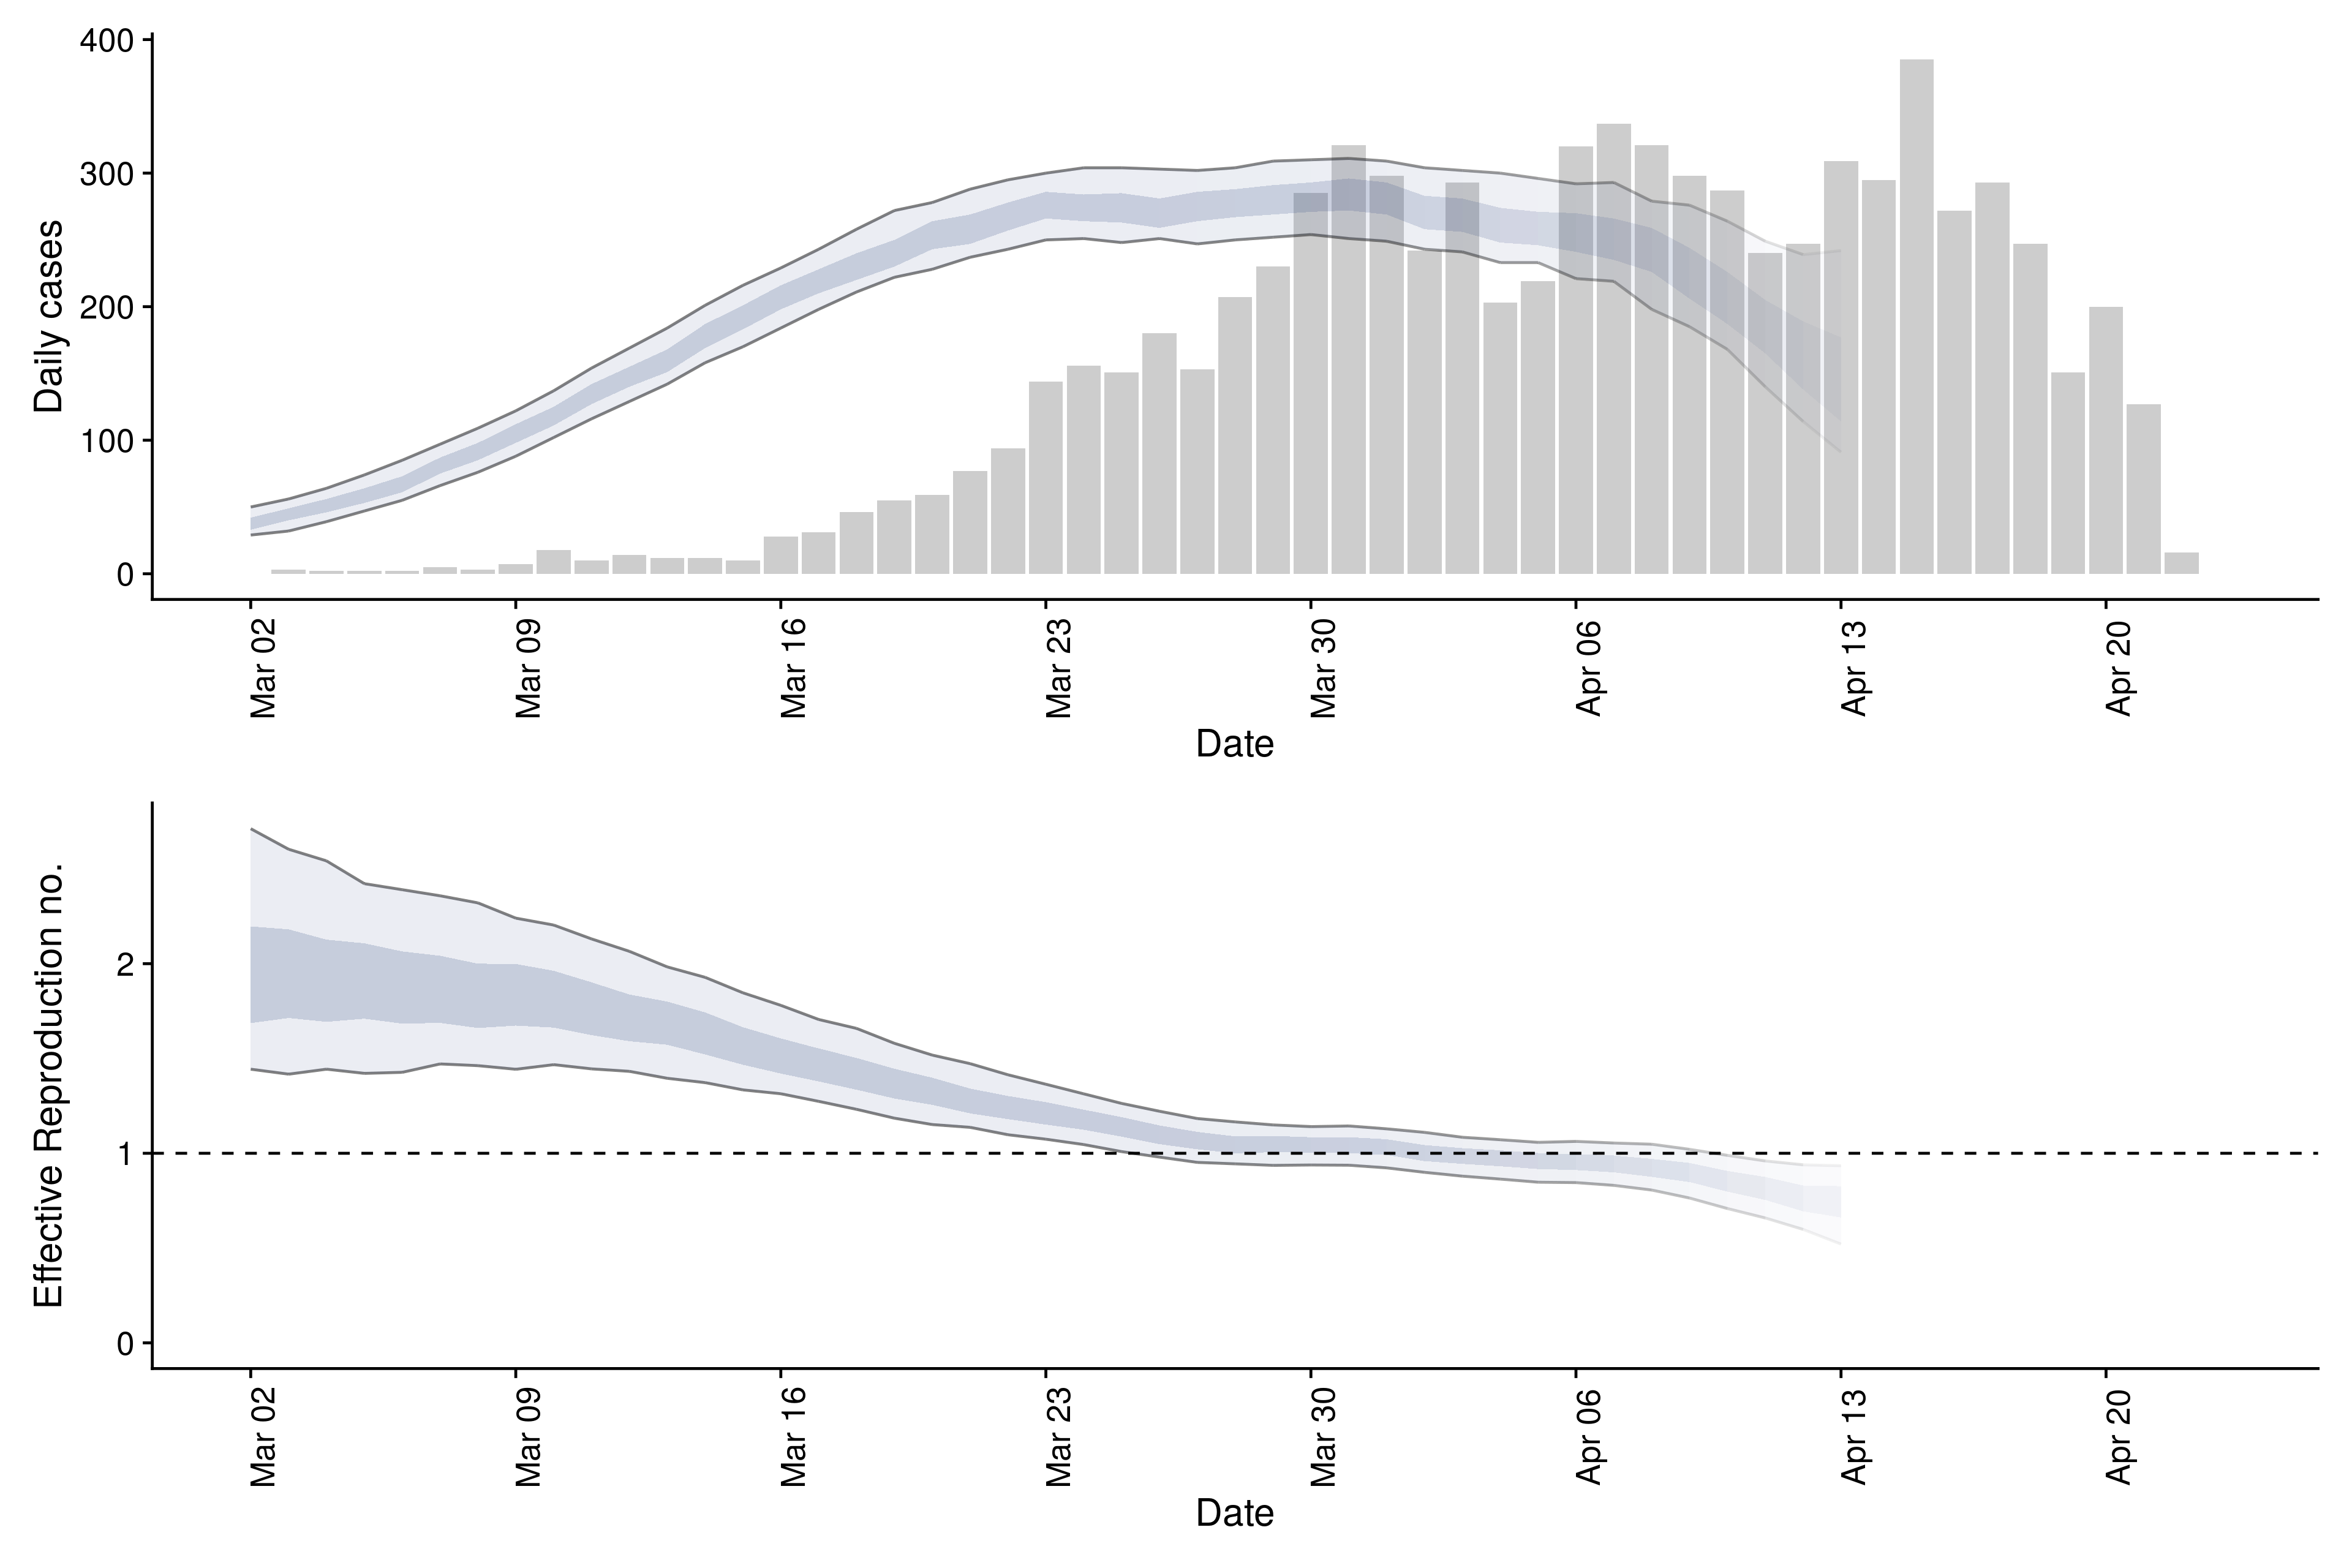 400
300
200
100
0
Daily cases
Mar 02
Mar 09
Mar 16
Mar 23
Mar 30
Apr 06
Apr 13
Apr 20
Date
2
1
0
Effective Reproduction no.
Mar 02
Mar 09
Mar 16
Mar 23
Mar 30
Apr 06
Apr 13
Apr 20
Date